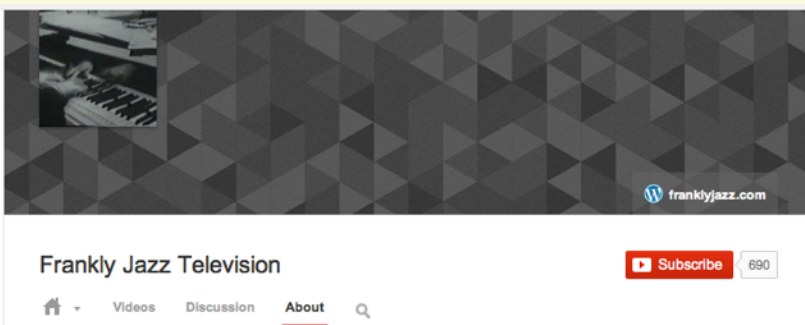 franklyjazz.com
Frankly Jazz Television
Subscribe 690
Videos Discussion About